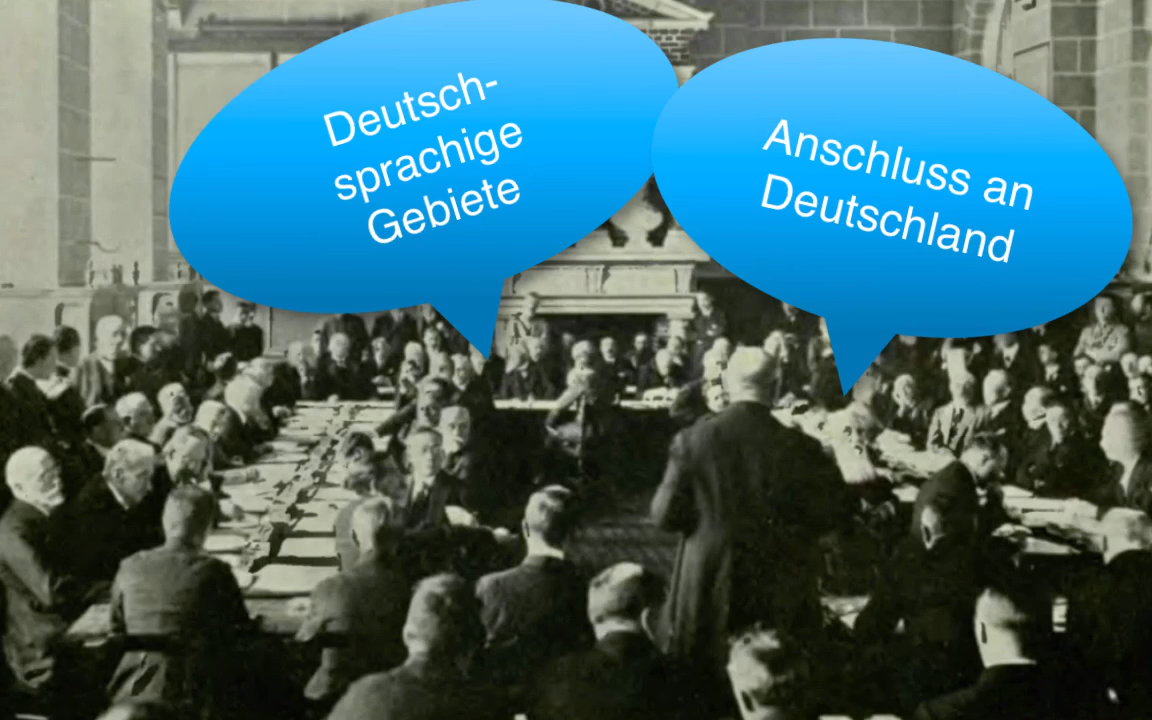 Deutsch-
sprachige
Gebiete
Anschluss an
Deutschland